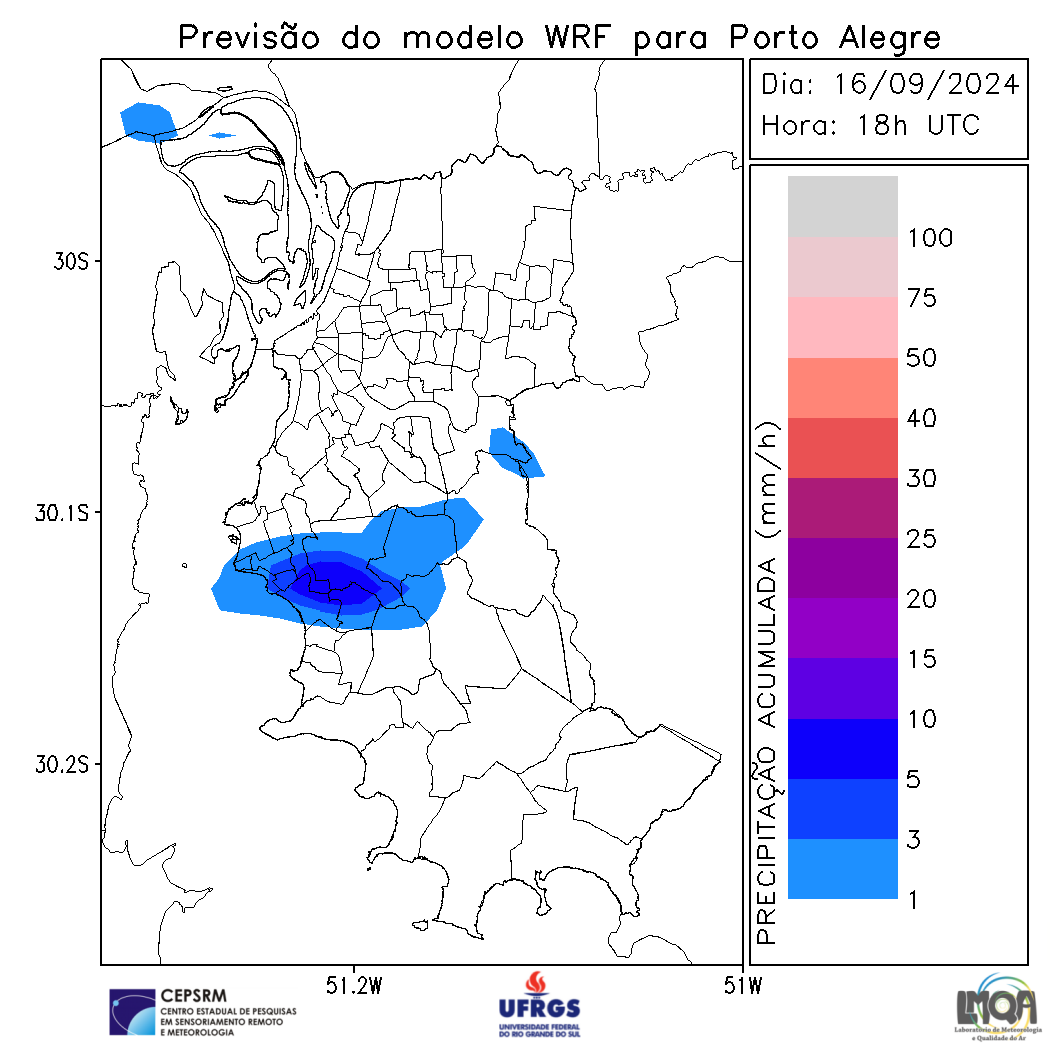 Previsão do modelo WRF para Porto Alegre
Dia: 16/09/2024
Hora: 18h UTC
30S
30.1S
30.2S
51.2W
51W
PRECIPITAÇÃO ACUMULADA (mm/h)
100
75
50
40
30
25
20
15
10
5
3
1
CEPSRM
CENTRO ESTADUAL DE PESQUISAS
EM SENSORIAMENTO REMOTO
E METEOROLOGIA
UFRGS
UNIVERSIDADE FEDERAL
DO RIO GRANDE DO SUL
LMQA
Laboratório de Meteorologia
e Qualidade do Ar